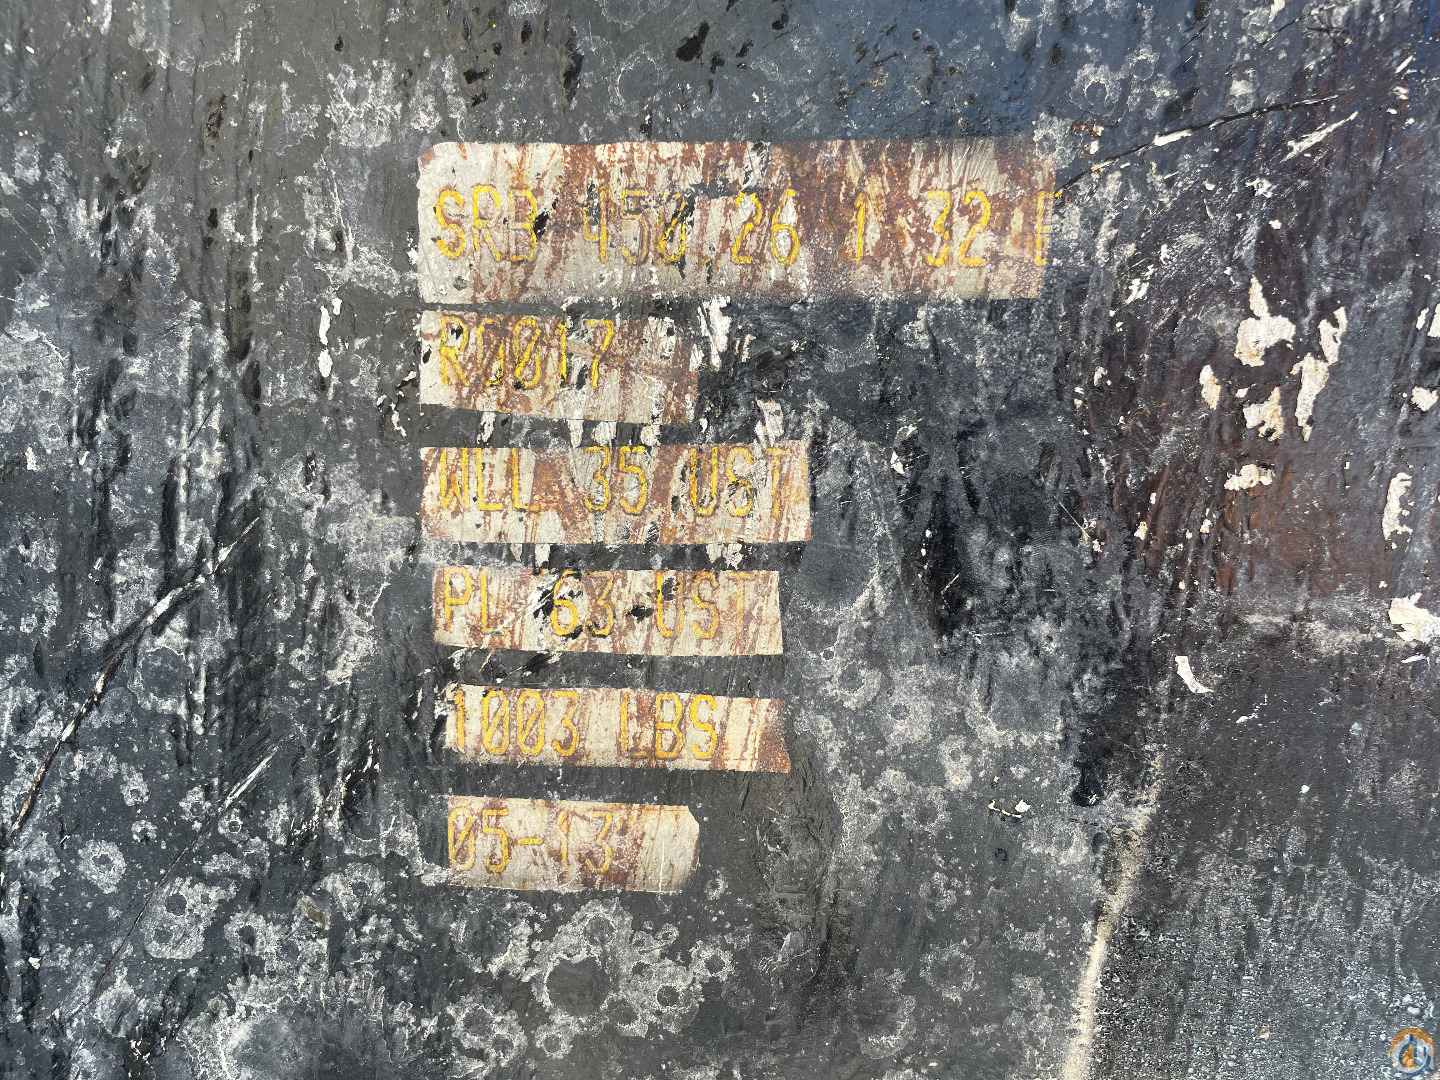 SRB 450.26 1 32 E
R0017
WLL 35 UST
PL 63 UST
1003 LBS
05-13